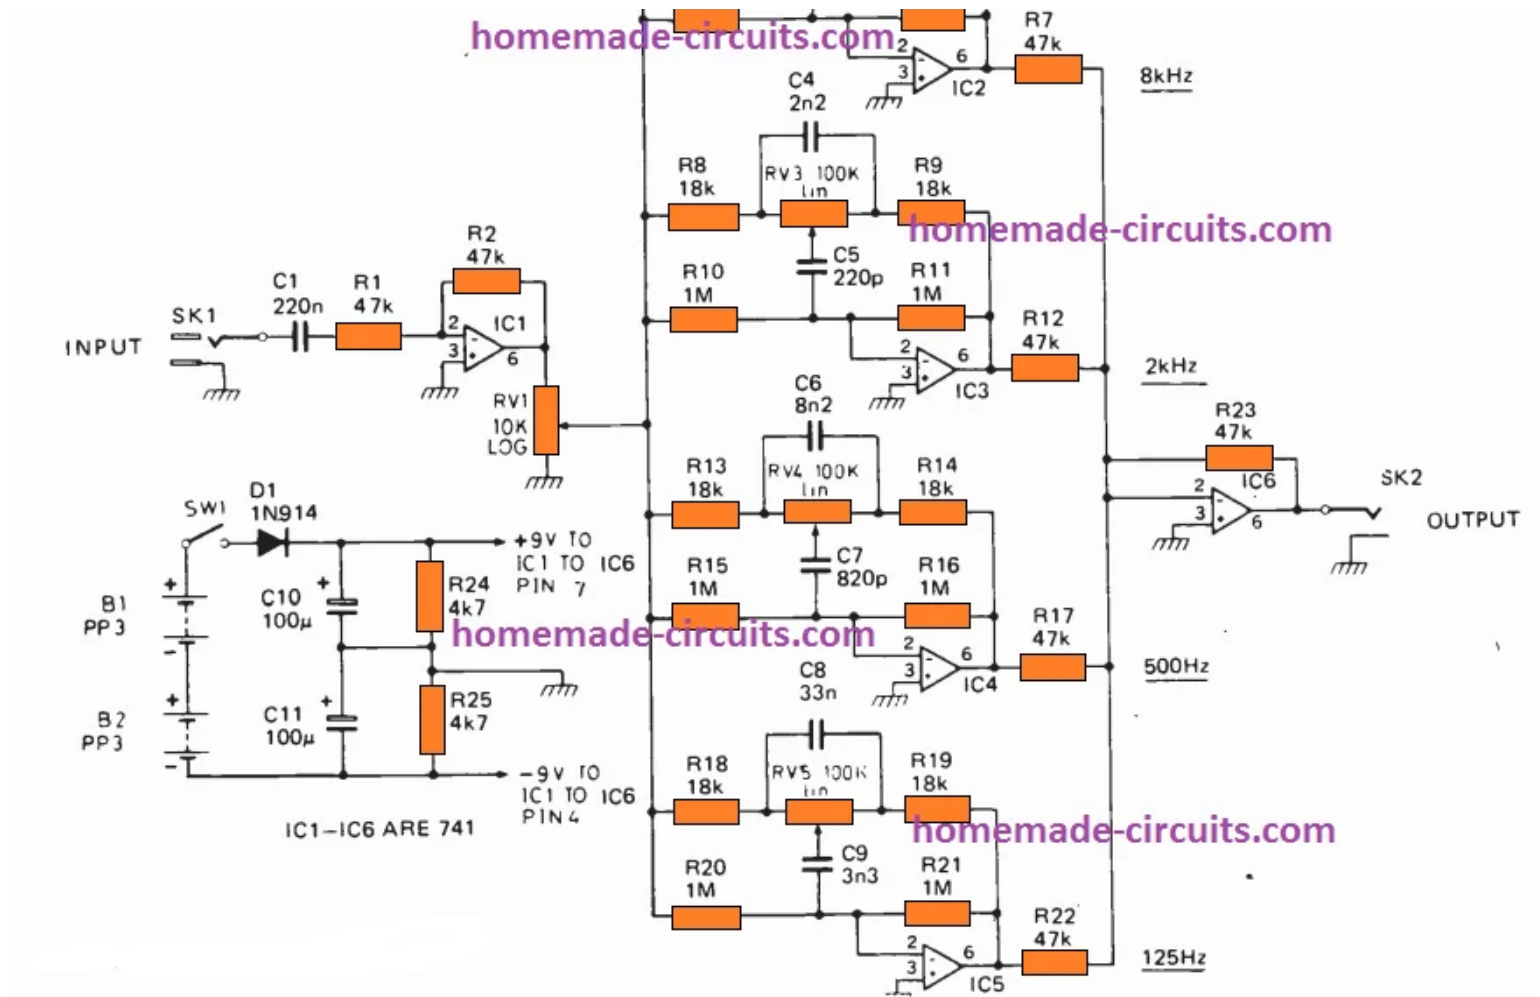 homemade-circuits.com
R7
47k
2
3
6
IC2
8kHz
C4
2n2
R8
18k
RV3 100K
lin
R9
18k
homemade-circuits.com
C5
220p
R10
1M
R11
1M
R12
47k
2
3
6
IC3
2kHz
R2
47k
C1
220n
R1
47k
SK1
INPUT
2
3
6
IC1
RV1
10K
LOG
C6
8n2
R13
18k
RV4 100K
lin
R14
18k
C7
820p
R15
1M
R16
1M
R17
47k
2
3
6
IC4
500Hz
R23
47k
IC6
2
3
6
SK2
OUTPUT
SW1
D1
1N914
+9V TO
IC1 TO IC6
PIN 7
B1
PP3
+
-
C10
100µ
+
R24
4k7
homemade-circuits.com
B2
PP3
+
-
C11
100µ
+
R25
4k7
-9V TO
IC1 TO IC6
PIN 4
IC1-IC6 ARE 741
C8
33n
R18
18k
RV5 100K
lin
R19
18k
homemade-circuits.com
C9
3n3
R20
1M
R21
1M
R22
47k
2
3
6
IC5
125Hz